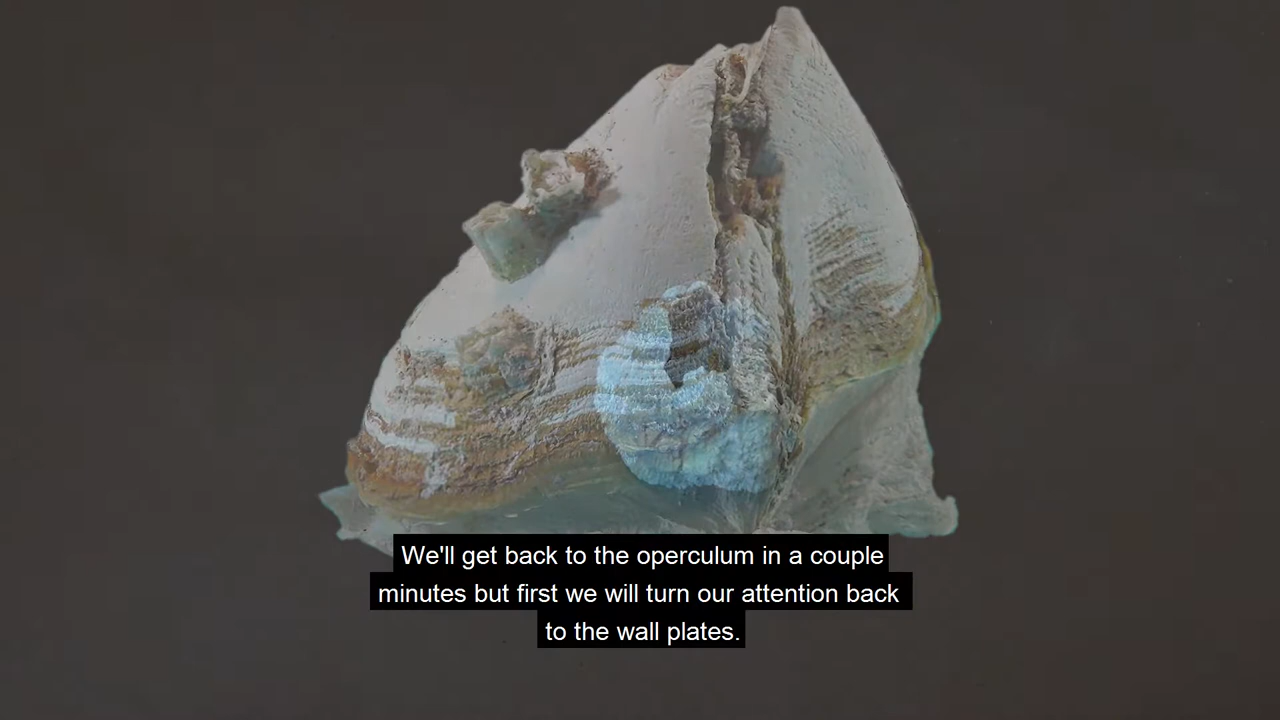 We'll get back to the operculum in a couple
minutes but first we will turn our attention back
to the wall plates.